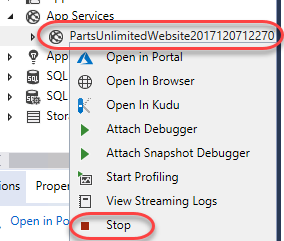 App Services
PartsUnlimitedWebsite2017120712270
Open in Portal
Open In Browser
SQL
Open In Kudu
SQL
Attach Debugger
Stor
Attach Snapshot Debugger
Start Profiling
ions Proper
View Streaming Logs
Open in Po
Stop